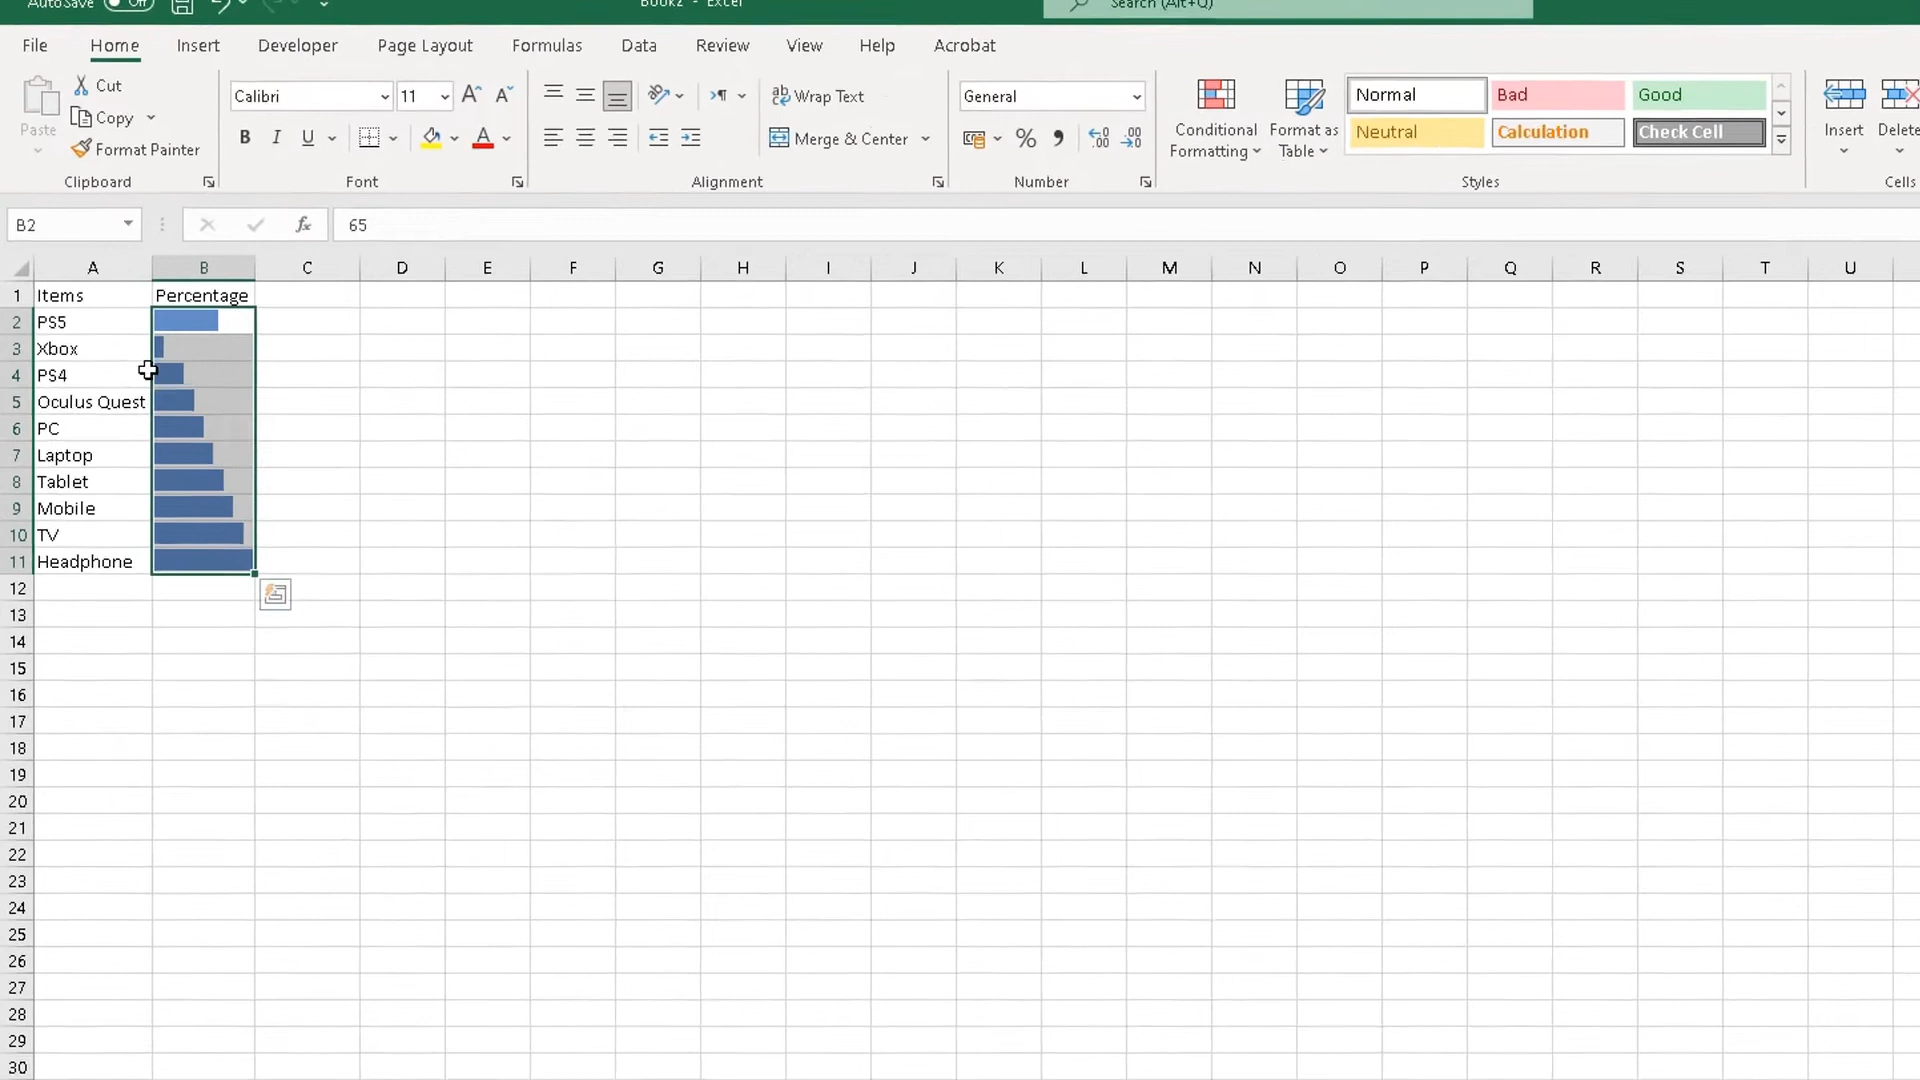 AutoSave Off Book2 - Excel Search (Alt+Q)
File Home Insert Developer Page Layout Formulas Data Review View Help Acrobat
Paste Cut Copy Format Painter
Calibri 11 Wrap Text General
B I U A Merge & Center % ,
Conditional Formatting Format as Table
Normal Bad Good
Neutral Calculation Check Cell
Insert Delete
Clipboard Font Alignment Number Styles Cells
B2 fx 65
A B C D E F G H I J K L M N O P Q R S T U
1 Items Percentage
2 PS5
3 Xbox
4 PS4
5 Oculus Quest
6 PC
7 Laptop
8 Tablet
9 Mobile
10 TV
11 Headphone
12
13
14
15
16
17
18
19
20
21
22
23
24
25
26
27
28
29
30